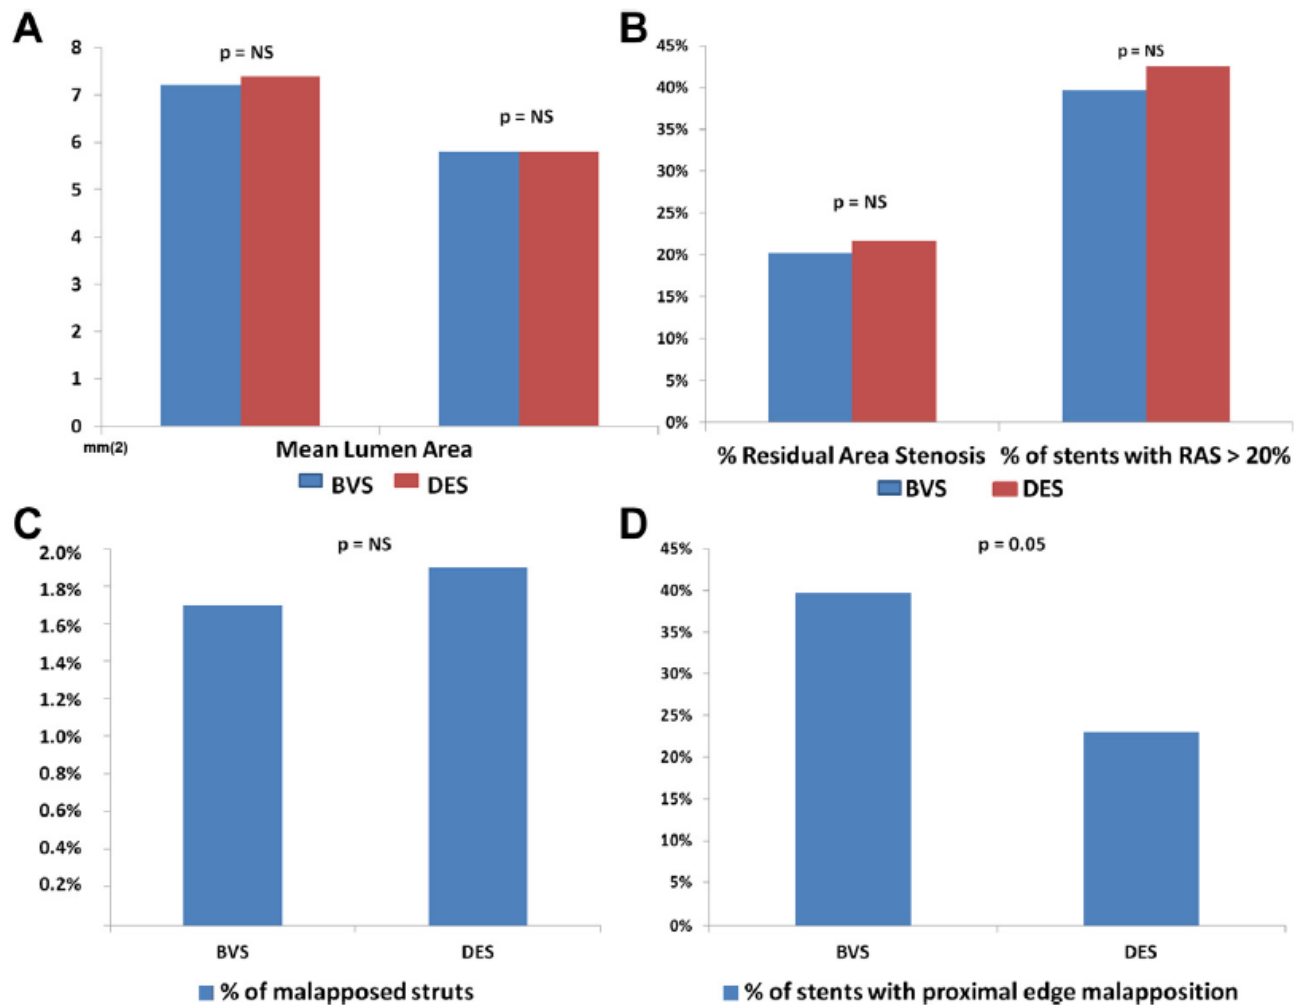 A
p = NS
p = NS
8
7
6
5
4
3
2
1
0
mm(2)
Mean Lumen Area
BVS DES
B
p = NS
p = NS
45%
40%
35%
30%
25%
20%
15%
10%
5%
0%
% Residual Area Stenosis % of stents with RAS > 20%
BVS DES
C
p = NS
2.0%
1.8%
1.6%
1.4%
1.2%
1.0%
0.8%
0.6%
0.4%
0.2%
BVS DES
% of malapposed struts
D
p = 0.05
45%
40%
35%
30%
25%
20%
15%
10%
5%
0%
BVS DES
% of stents with proximal edge malapposition